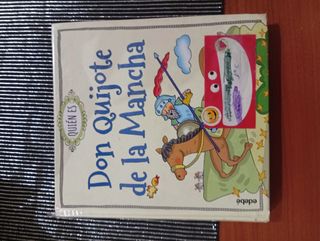 QUIÉN ES
Don Quijote
de la Mancha
edebé